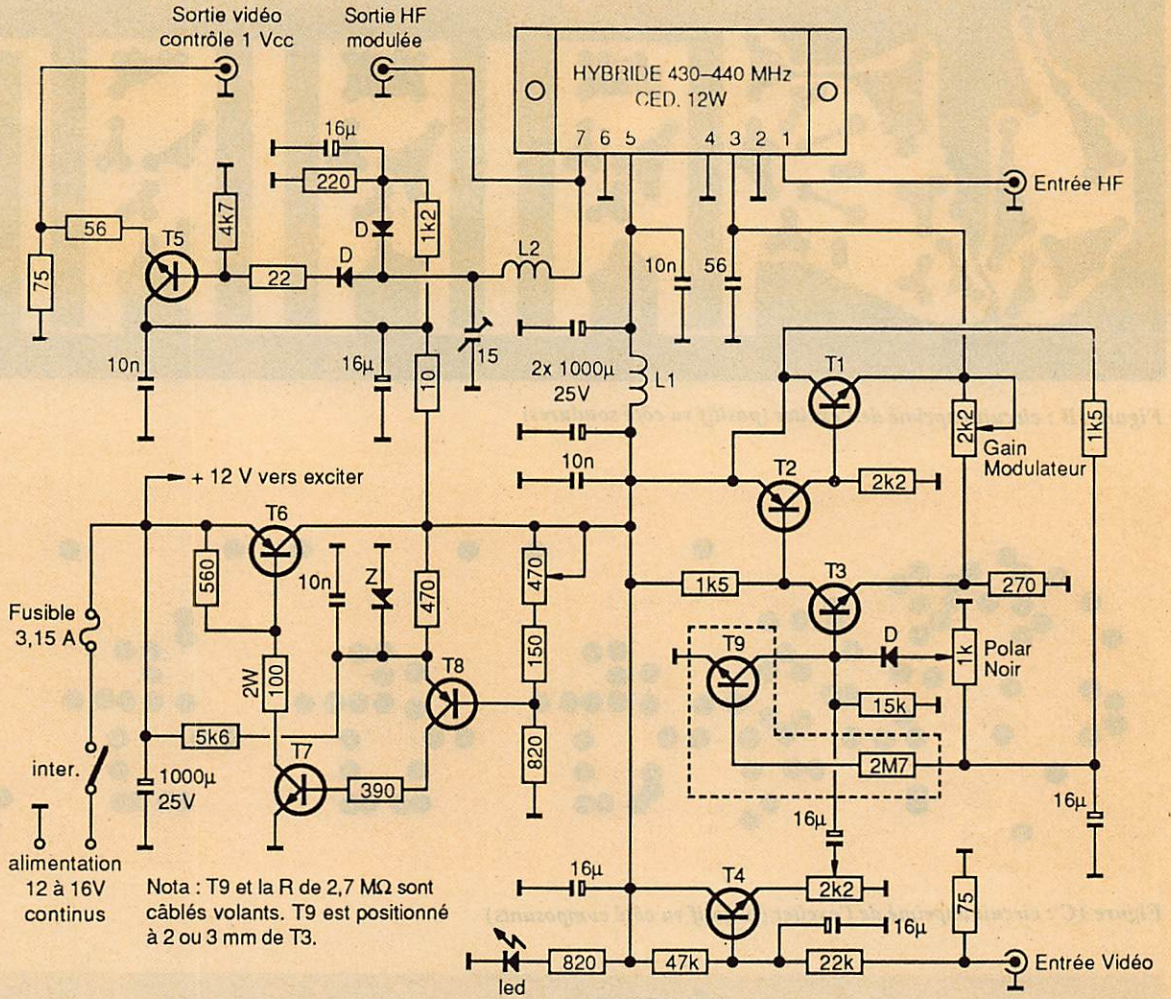 Sortie vidéo
contrôle 1 Vcc
Sortie HF
modulée
HYBRIDE 430–440 MHz
CED. 12W
7 6 5 4 3 2 1
Entrée HF
16µ
220
4k7
56
T5
D
1k2
D
22
75
L2
10n
56
15
10n
16µ
10
2x 1000µ
25V
L1
T1
2k2
Gain
Modulateur
1k5
10n
T2
2k2
+ 12 V vers exciter
T6
560
10n
Z
470
470
1k5
T3
270
Fusible
3,15 A
2W
100
T8
150
T9
D
1k
Polar
Noir
15k
5k6
820
2M7
inter.
1000µ
25V
T7
390
16µ
16µ
alimentation
12 à 16V
continus
Nota : T9 et la R de 2,7 MΩ sont
câblés volants. T9 est positionné
à 2 ou 3 mm de T3.
16µ
T4
2k2
75
16µ
led
820
47k
22k
Entrée Vidéo